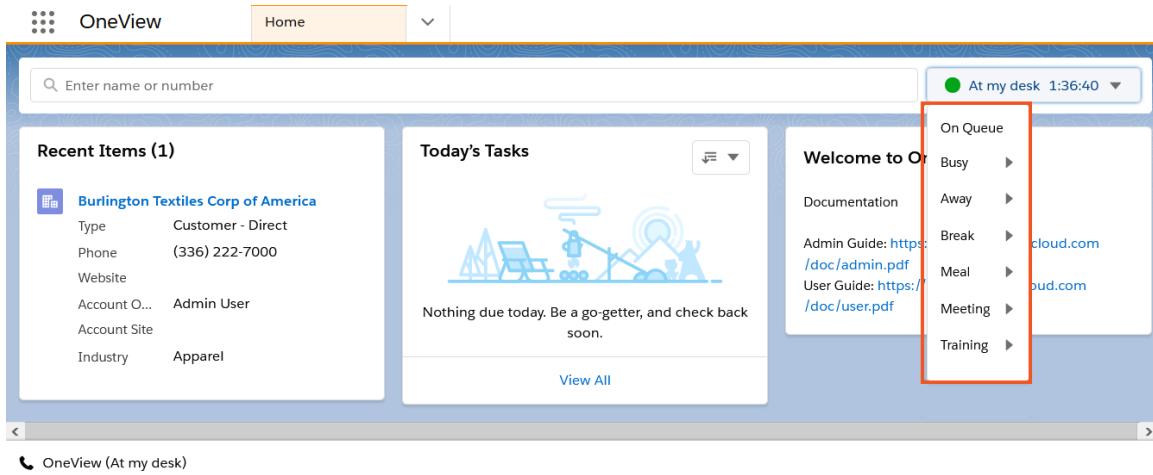 OneView
Home
Enter name or number
At my desk 1:36:40
On Queue
Busy
Away
Break
Meal
Meeting
Training
Recent Items (1)
Burlington Textiles Corp of America
Type Customer - Direct
Phone (336) 222-7000
Website
Account O... Admin User
Account Site
Industry Apparel
Today's Tasks
Nothing due today. Be a go-getter, and check back
soon.
View All
Welcome to
Documentation
Admin Guide: https: cloud.com
/doc/admin.pdf
User Guide: https:/ oud.com
/doc/user.pdf
OneView (At my desk)